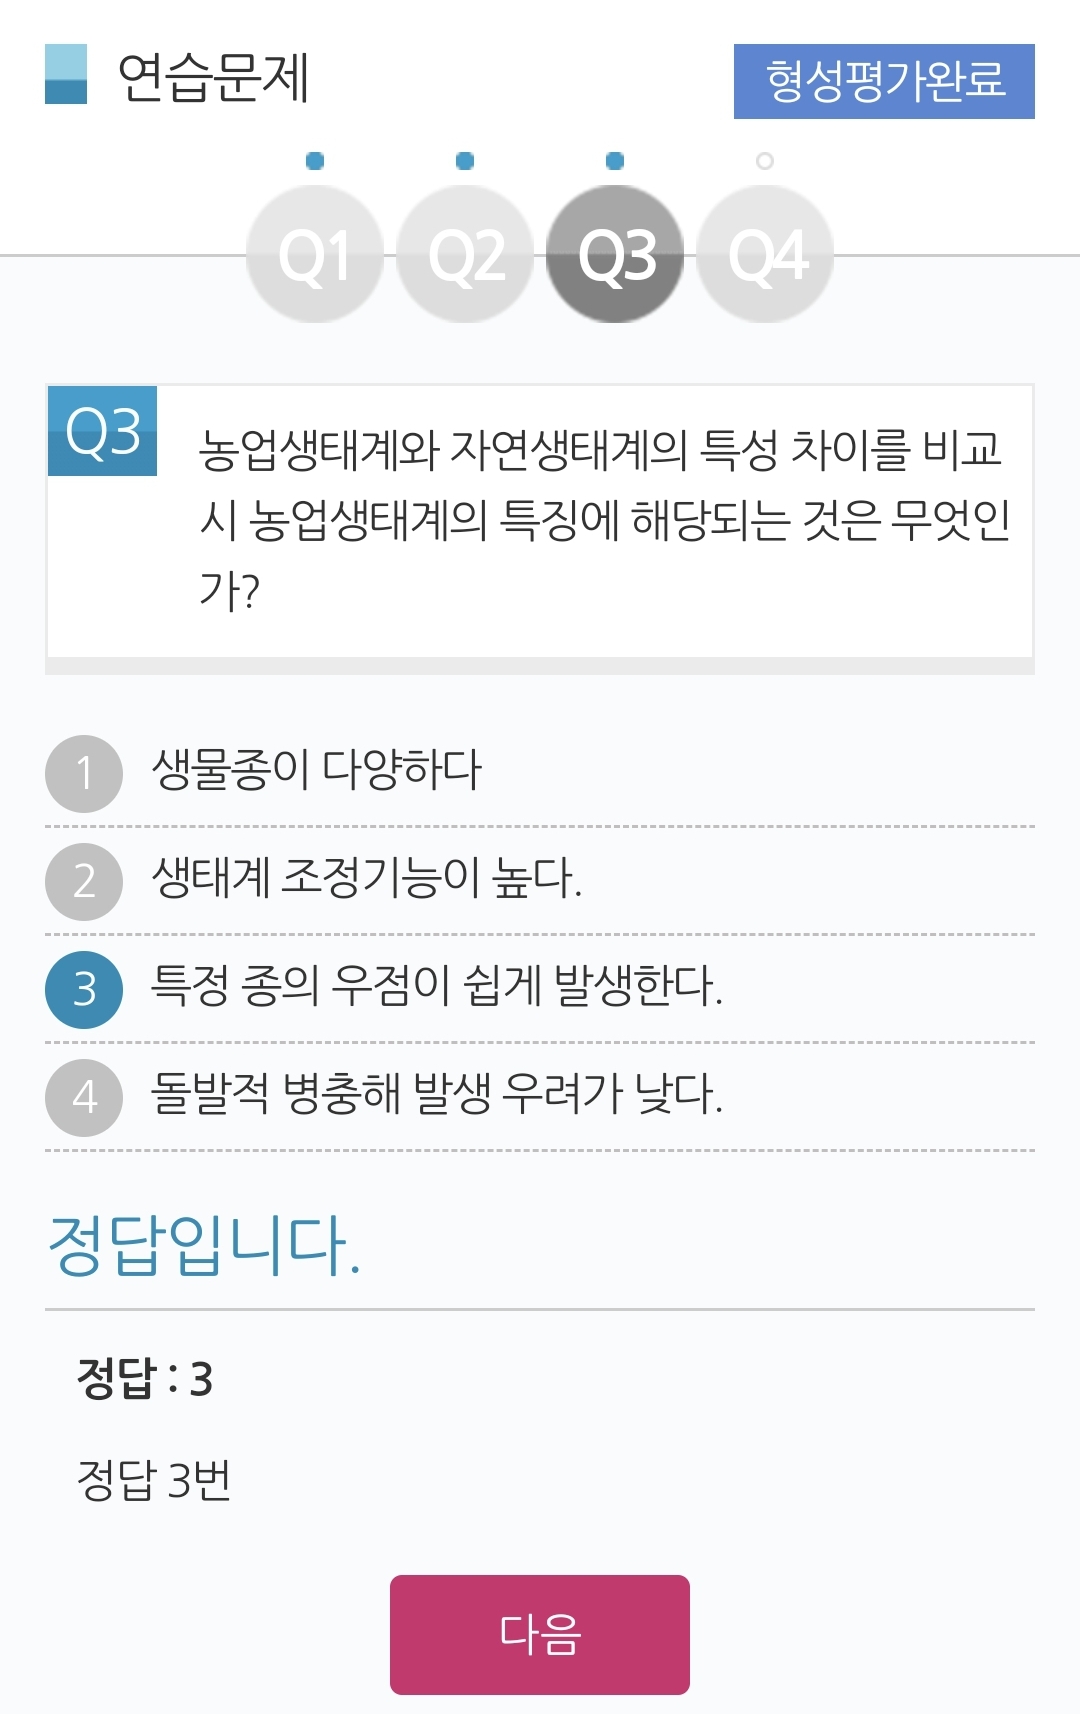 연습문제
형성평가완료
Q1 Q2 Q3 Q4
Q3
농업생태계와 자연생태계의 특성 차이를 비교
시 농업생태계의 특징에 해당되는 것은 무엇인
가?
1 생물종이 다양하다
2 생태계 조정기능이 높다.
3 특정 종의 우점이 쉽게 발생한다.
4 돌발적 병충해 발생 우려가 낮다.
정답입니다.
정답 : 3
정답 3번
다음